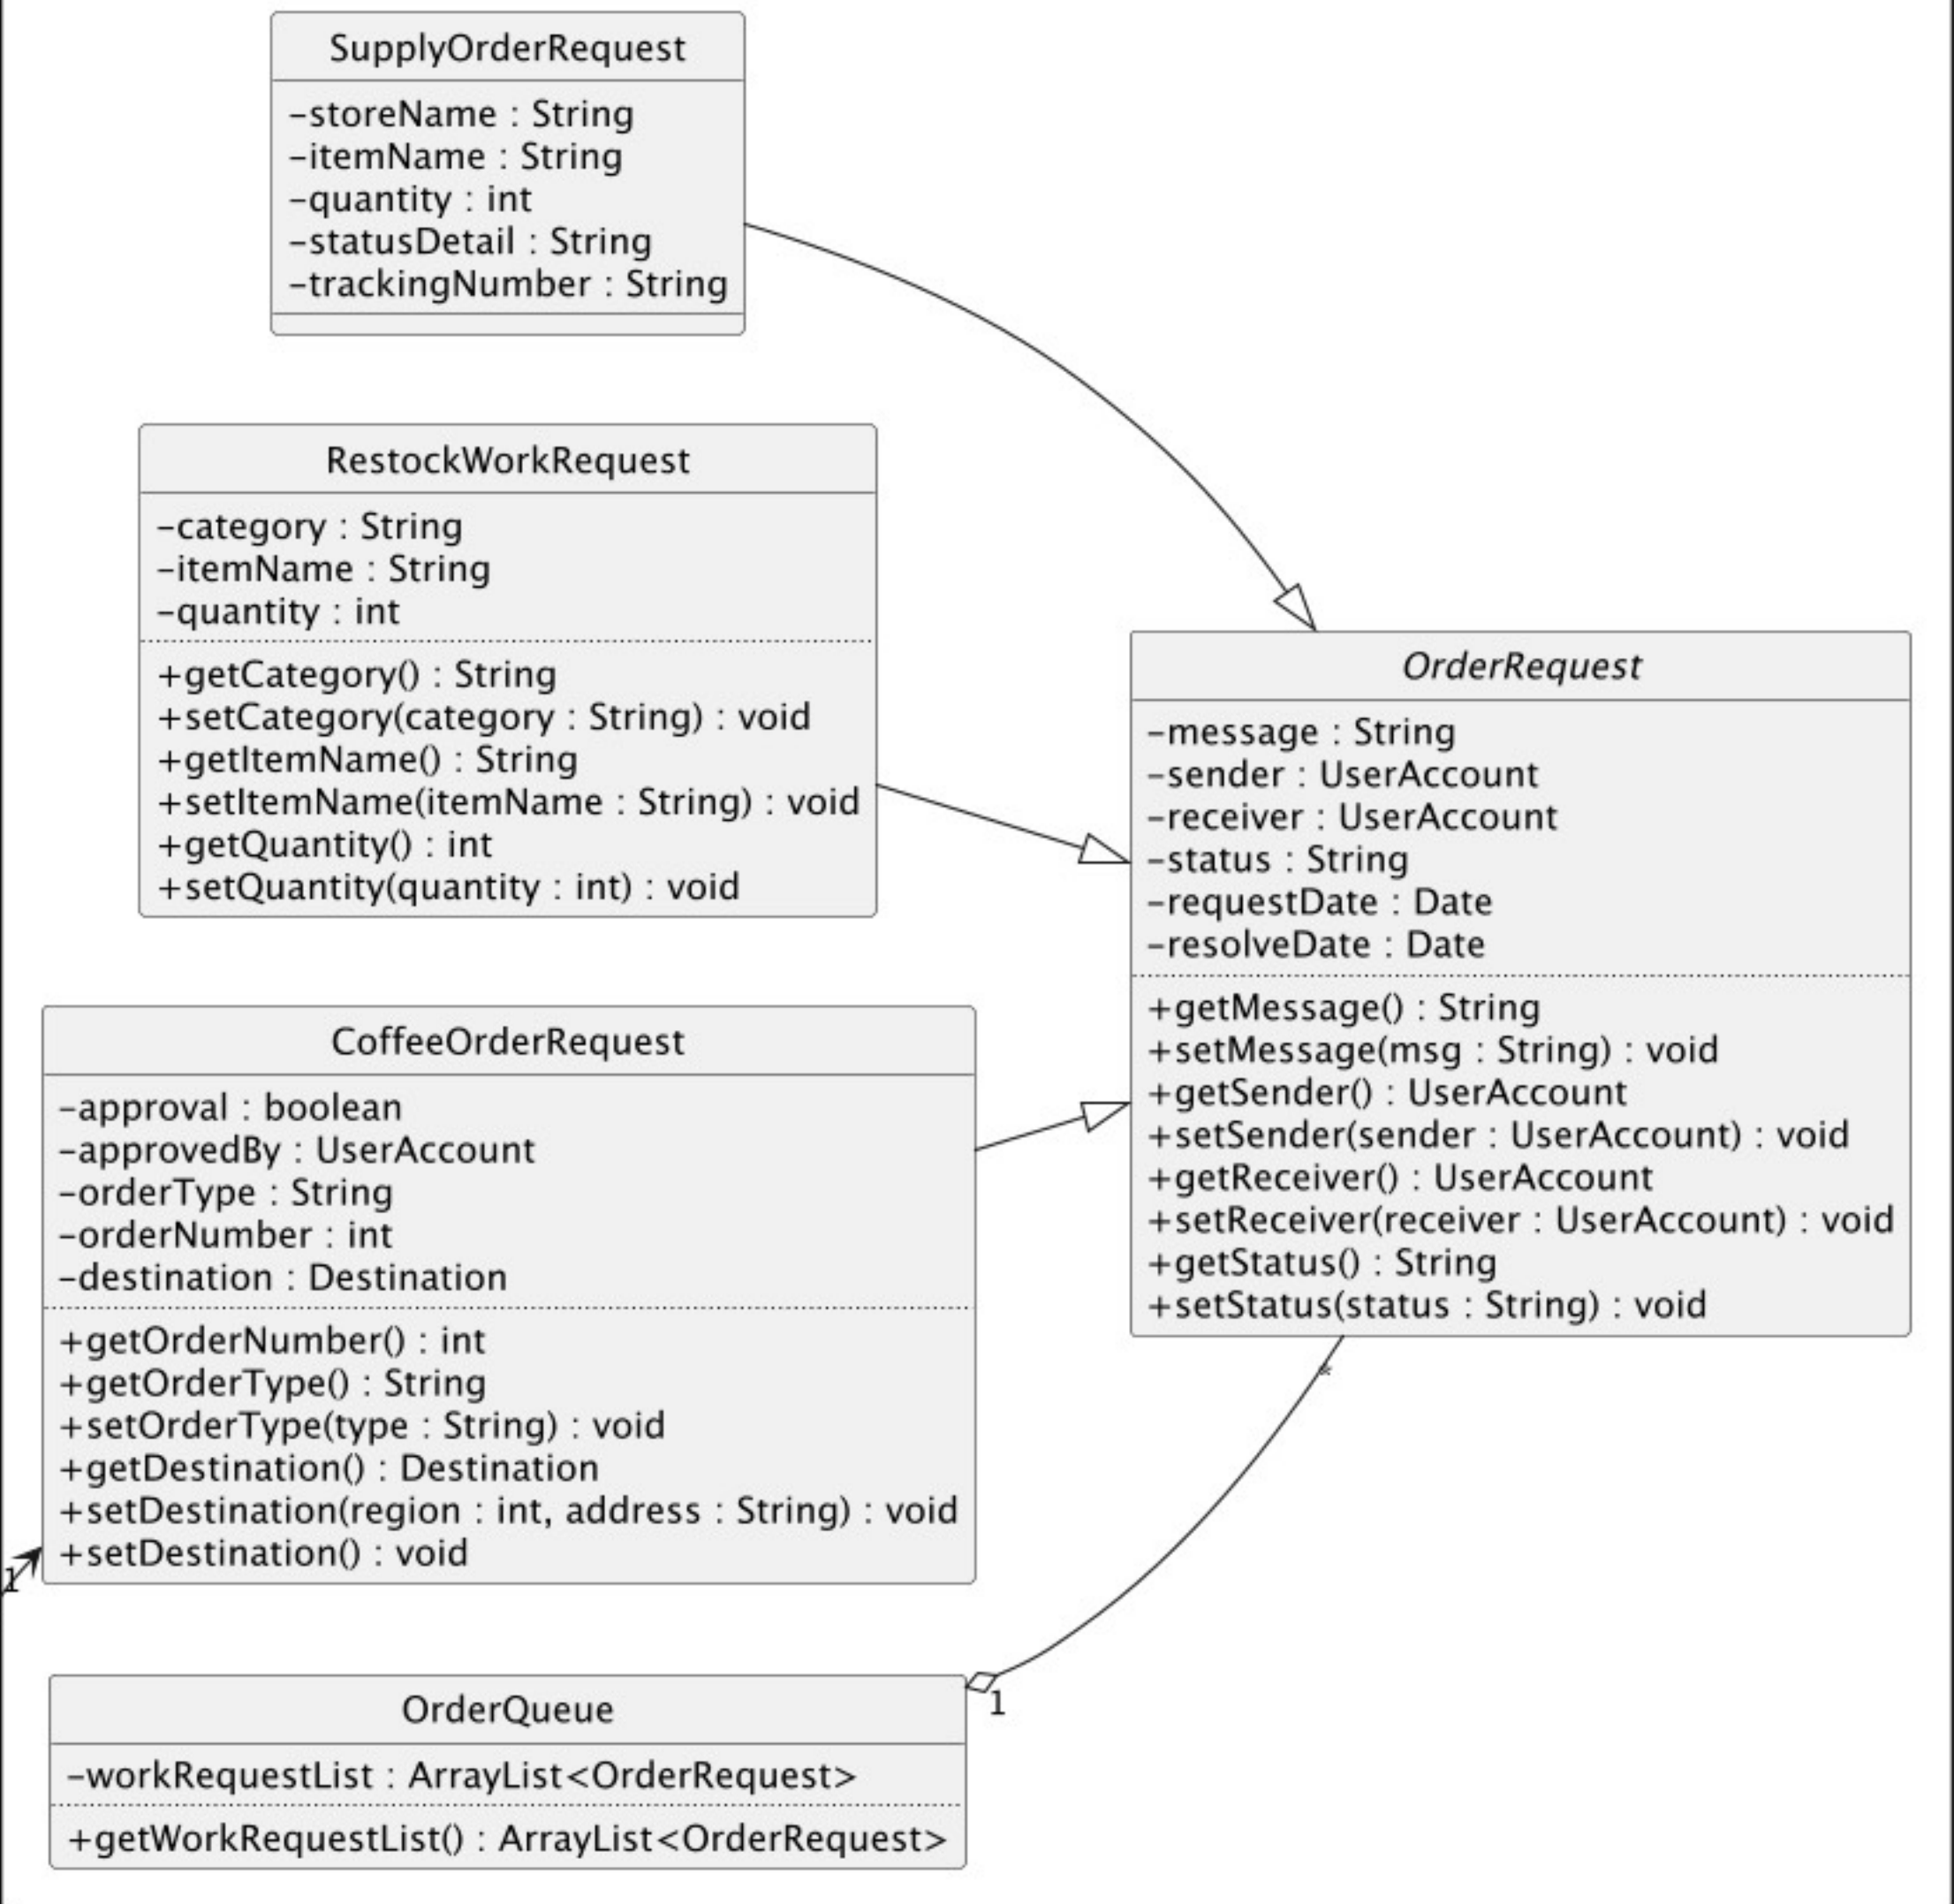 SupplyOrderRequest
-storeName : String
-itemName : String
-quantity : int
-statusDetail : String
-trackingNumber : String
RestockWorkRequest
-category : String
-itemName : String
-quantity : int
+getCategory() : String
+setCategory(category : String) : void
+getItemName() : String
+setItemName(itemName : String) : void
+getQuantity() : int
+setQuantity(quantity : int) : void
OrderRequest
-message : String
-sender : UserAccount
-receiver : UserAccount
-status : String
-requestDate : Date
-resolveDate : Date
+getMessage() : String
+setMessage(msg : String) : void
+getSender() : UserAccount
+setSender(sender : UserAccount) : void
+getReceiver() : UserAccount
+setReceiver(receiver : UserAccount) : void
+getStatus() : String
+setStatus(status : String) : void
*
CoffeeOrderRequest
-approval : boolean
-approvedBy : UserAccount
-orderType : String
-orderNumber : int
-destination : Destination
+getOrderNumber() : int
+getOrderType() : String
+setOrderType(type : String) : void
+getDestination() : Destination
+setDestination(region : int, address : String) : void
+setDestination() : void
1
1
OrderQueue
-workRequestList : ArrayList<OrderRequest>
+getWorkRequestList() : ArrayList<OrderRequest>